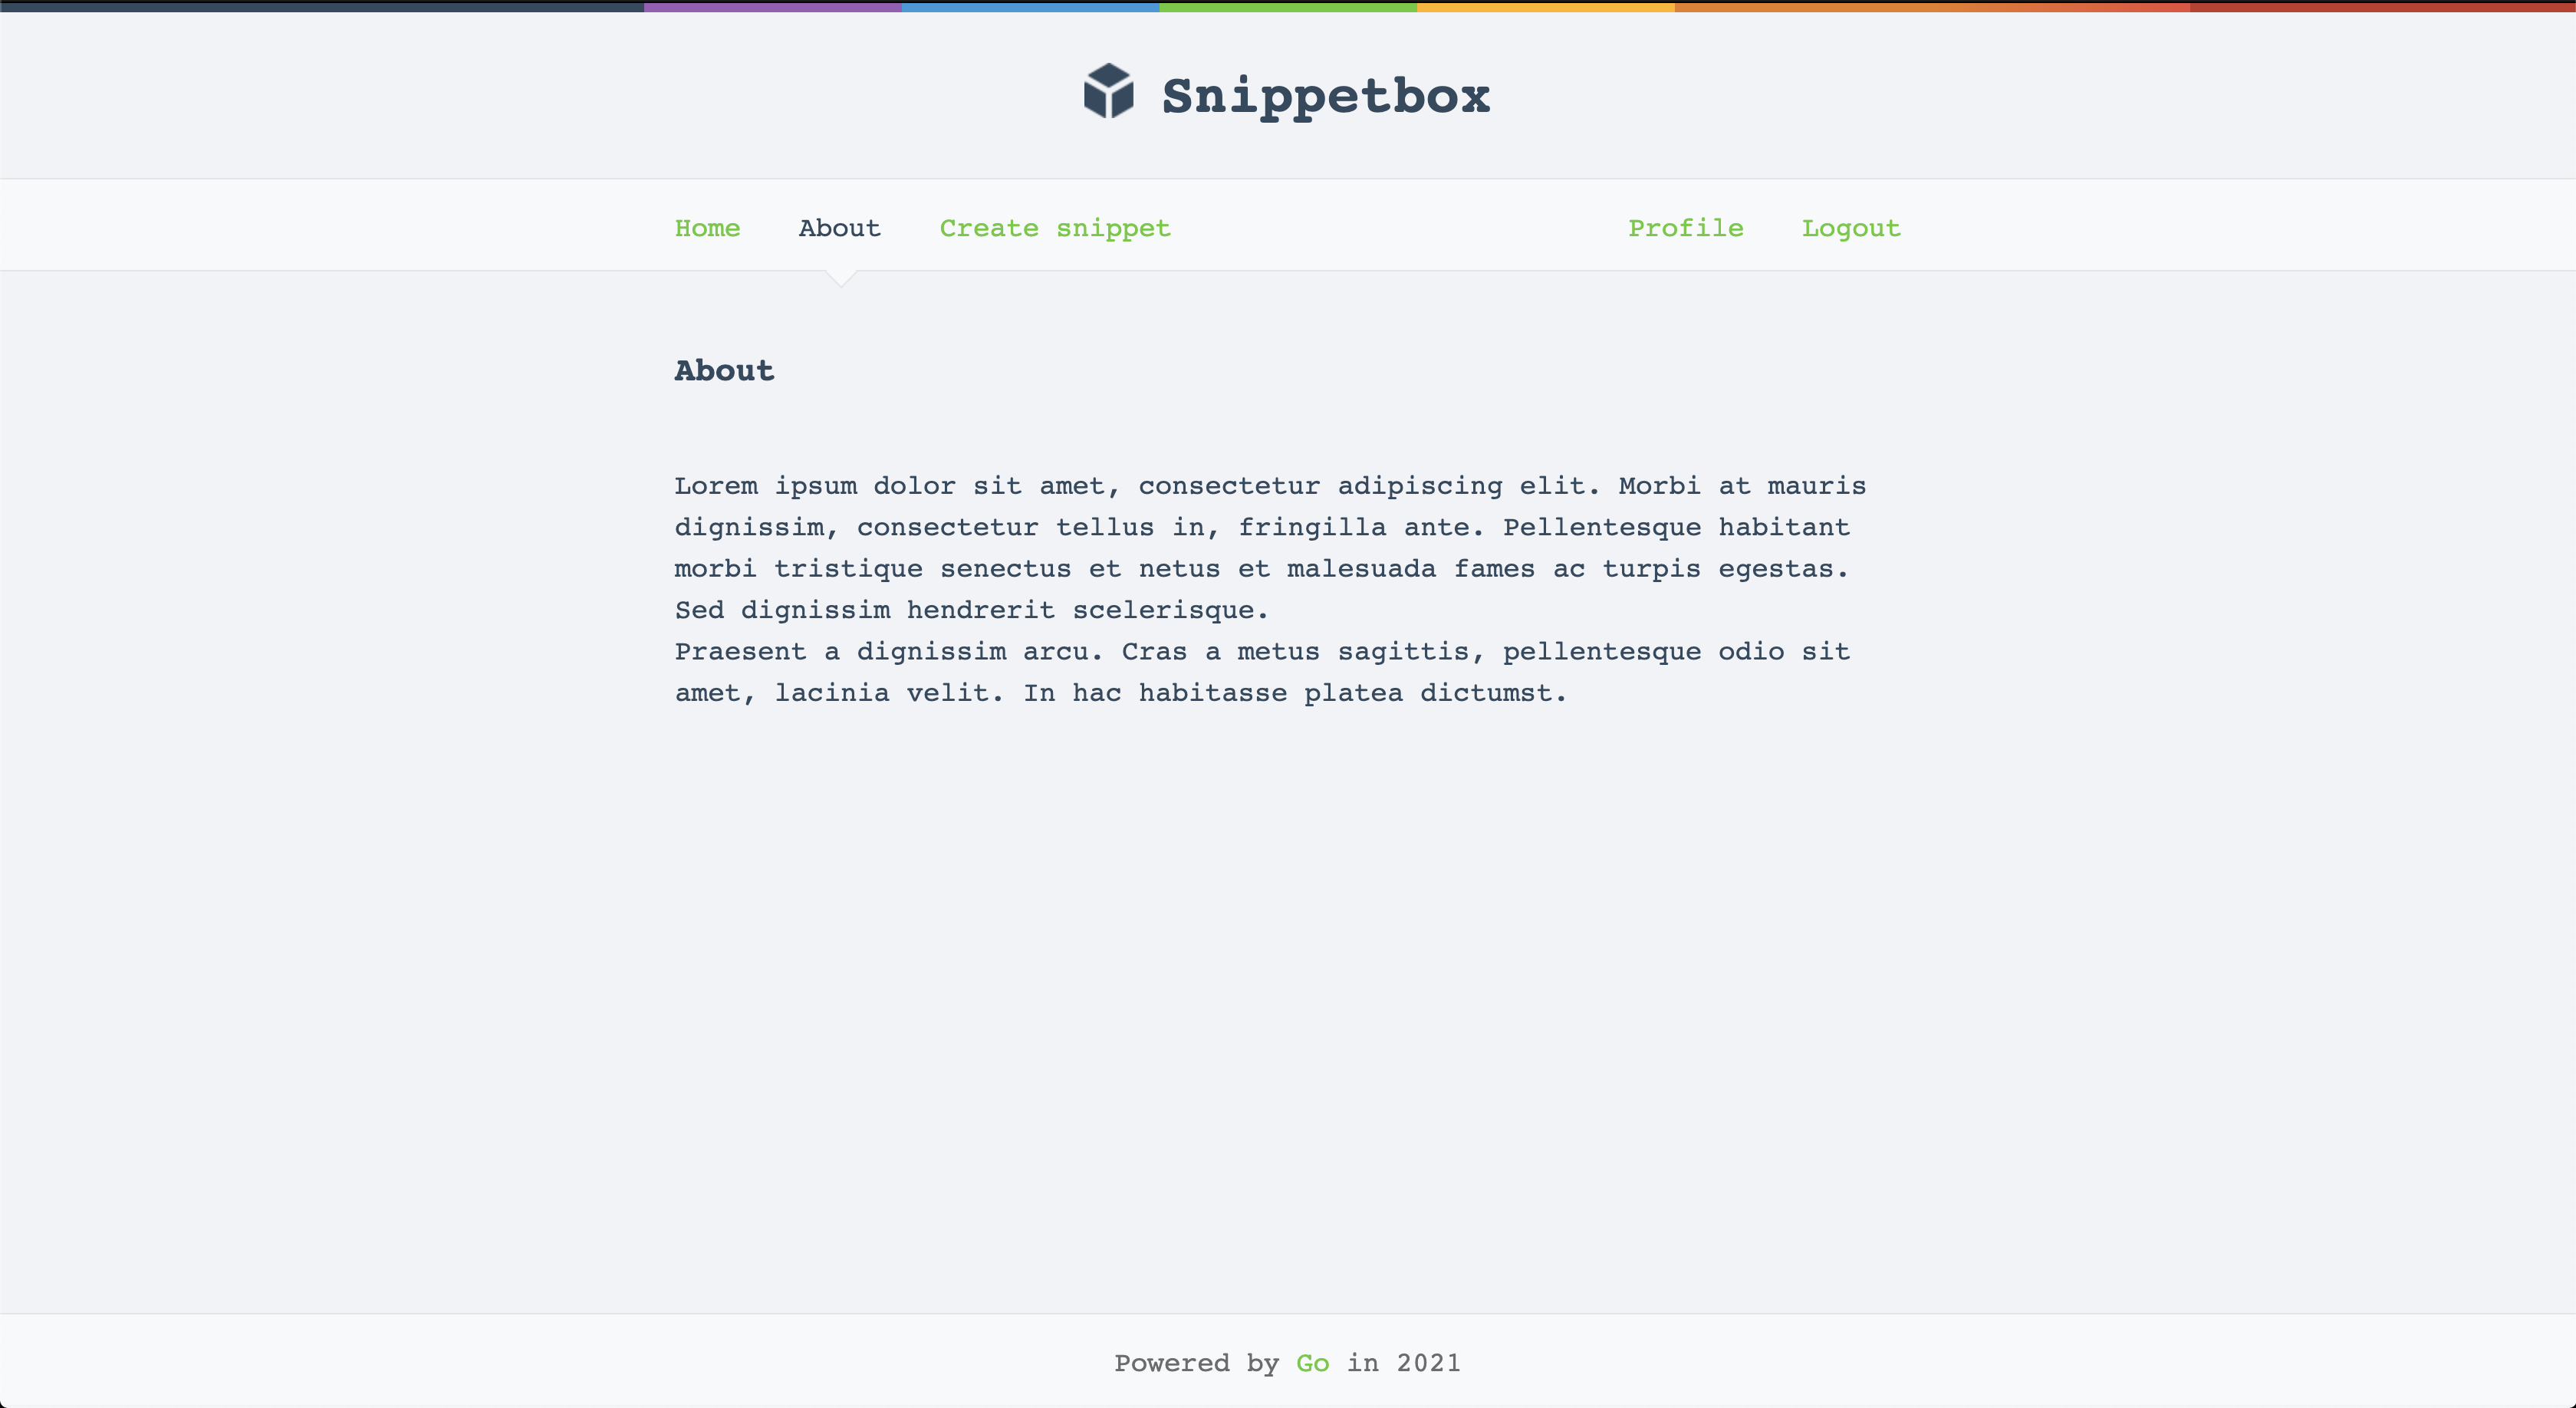 Snippetbox
Home About Create snippet Profile Logout
About
Lorem ipsum dolor sit amet, consectetur adipiscing elit. Morbi at mauris
dignissim, consectetur tellus in, fringilla ante. Pellentesque habitant
morbi tristique senectus et netus et malesuada fames ac turpis egestas.
Sed dignissim hendrerit scelerisque.
Praesent a dignissim arcu. Cras a metus sagittis, pellentesque odio sit
amet, lacinia velit. In hac habitasse platea dictumst.
Powered by Go in 2021